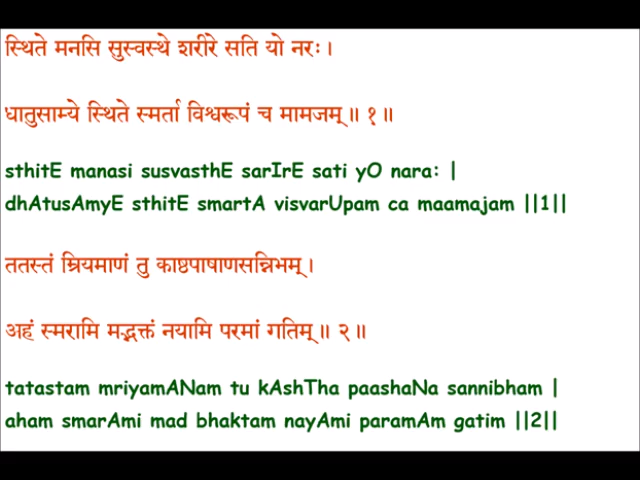 स्थिते मनसि सुस्वस्थे शरीरे सति यो नरः।
धातुसाम्ये स्थिते स्मर्ता विश्वरूपं च मामजम्॥ १॥
sthitE manasi susvasthE sarIrE sati yO nara: |
dhAtusAmyE sthitE smartA visvarUpam ca maamajam ||1||
ततस्तं म्रियमाणं तु काष्ठपाषाणसन्निभम्।
अहं स्मरामि मद्भक्तं नयामि परमां गतिम्॥ २॥
tatastam mriyamANam tu kAshTha paashaNa sannibham |
aham smarAmi mad bhaktam nayAmi paramAm gatim ||2||